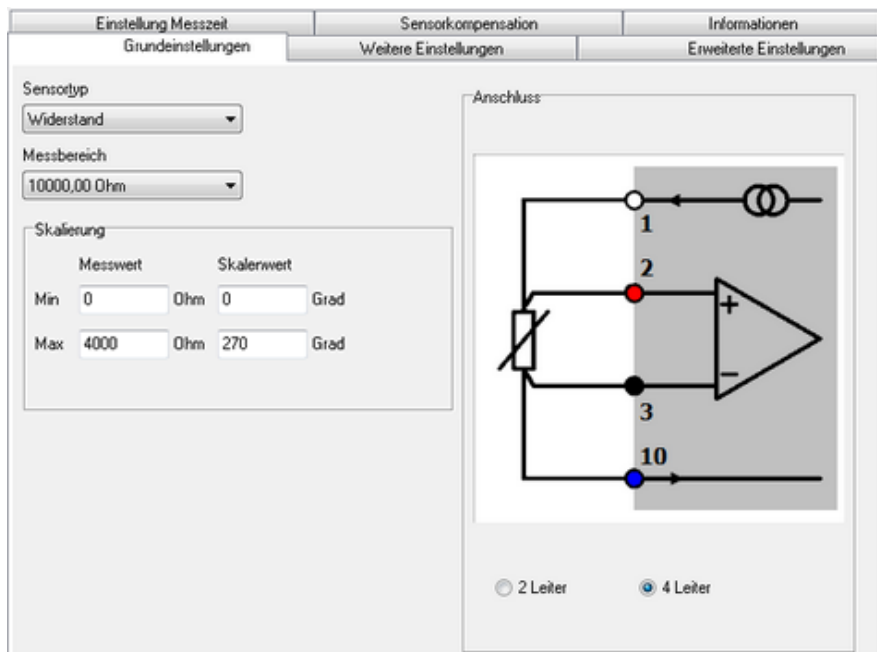 Einstellung Messzeit Sensorkompensation Informationen
Grundeinstellungen Weitere Einstellungen Erweiterte Einstellungen
Sensortyp
Widerstand
Messbereich
10000,00 Ohm
Skalierung
Messwert Skalenwert
Min 0 Ohm 0 Grad
Max 4000 Ohm 270 Grad
Anschluss
1
2
+
−
3
10
2 Leiter 4 Leiter